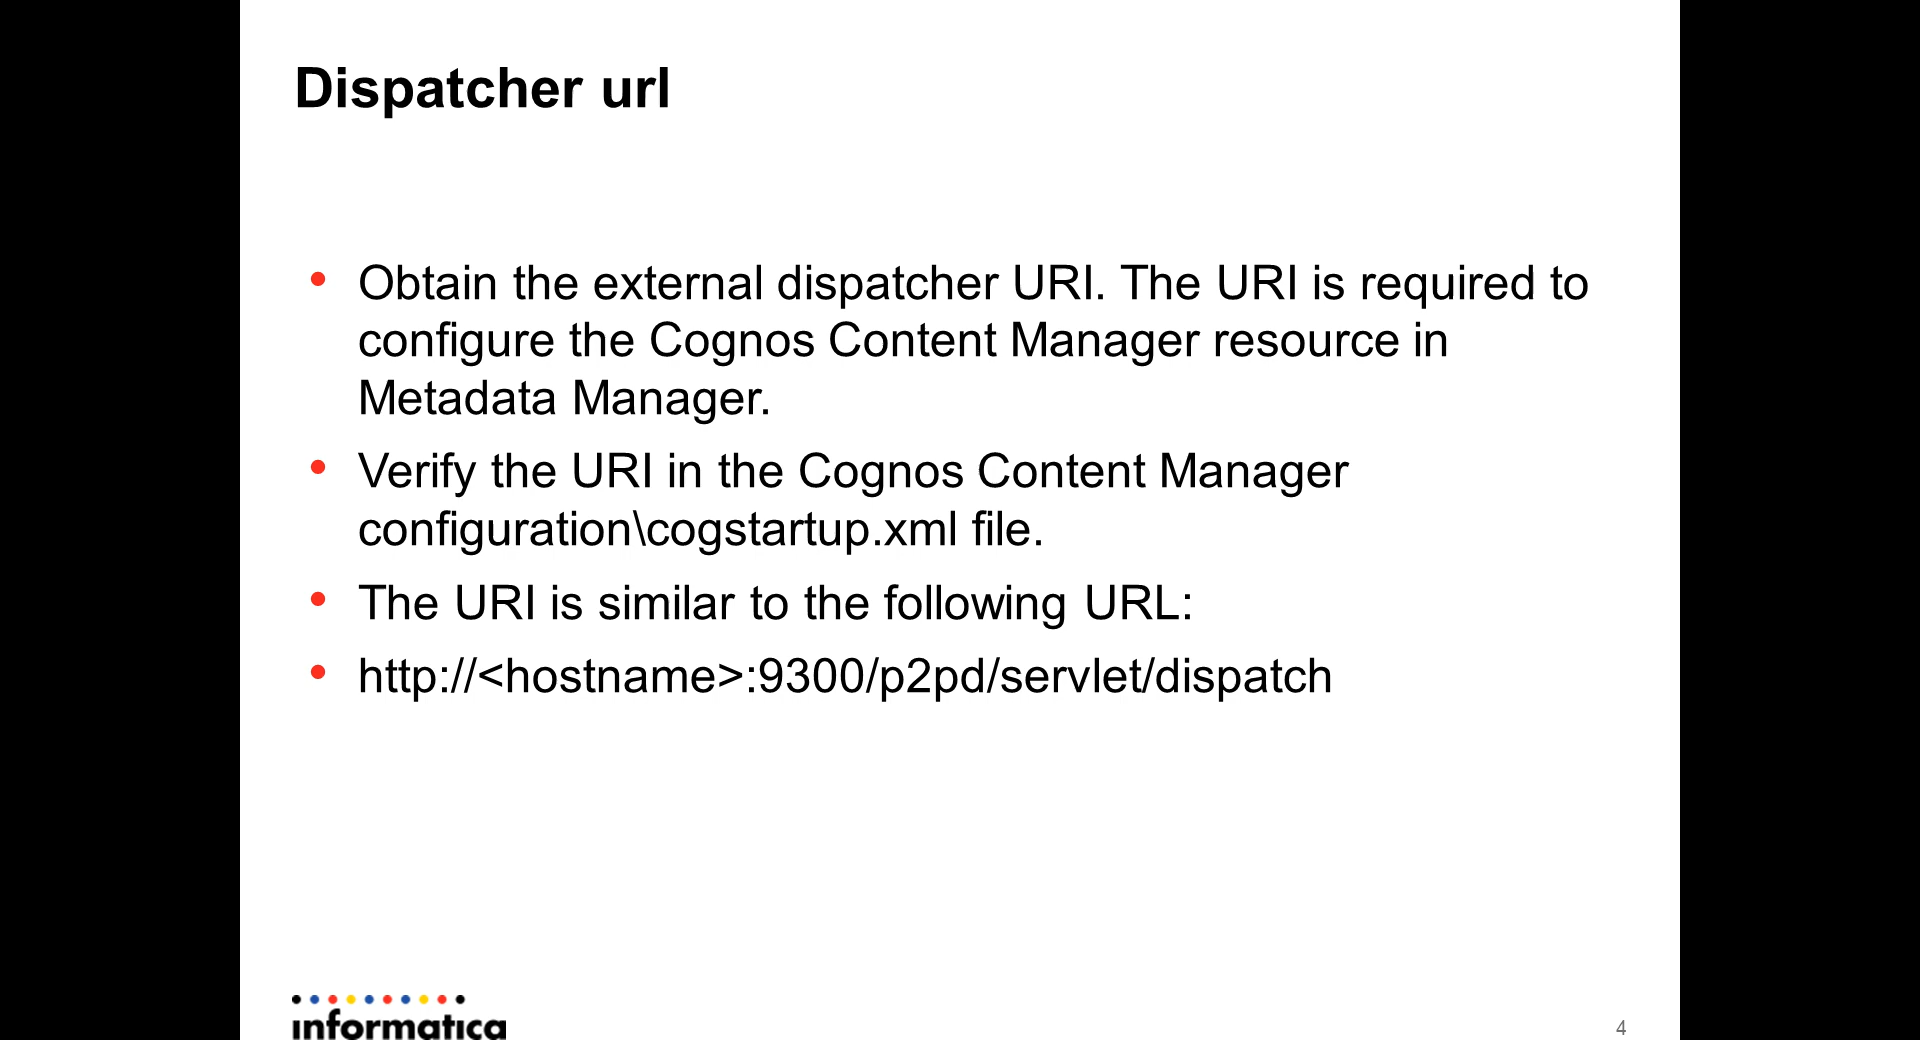 Dispatcher url
• Obtain the external dispatcher URI. The URI is required to
configure the Cognos Content Manager resource in
Metadata Manager.
• Verify the URI in the Cognos Content Manager
configuration\cogstartup.xml file.
• The URI is similar to the following URL:
• http://<hostname>:9300/p2pd/servlet/dispatch
informatica
4